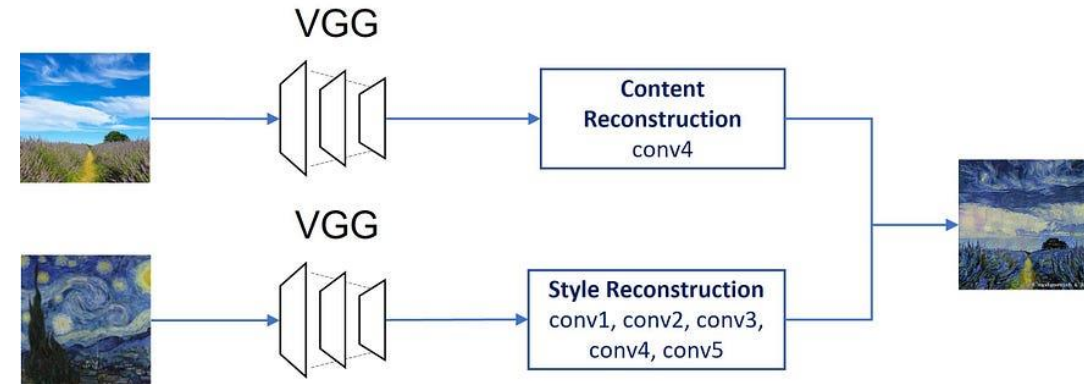 VGG
Content
Reconstruction
conv4
VGG
Style Reconstruction
conv1, conv2, conv3,
conv4, conv5